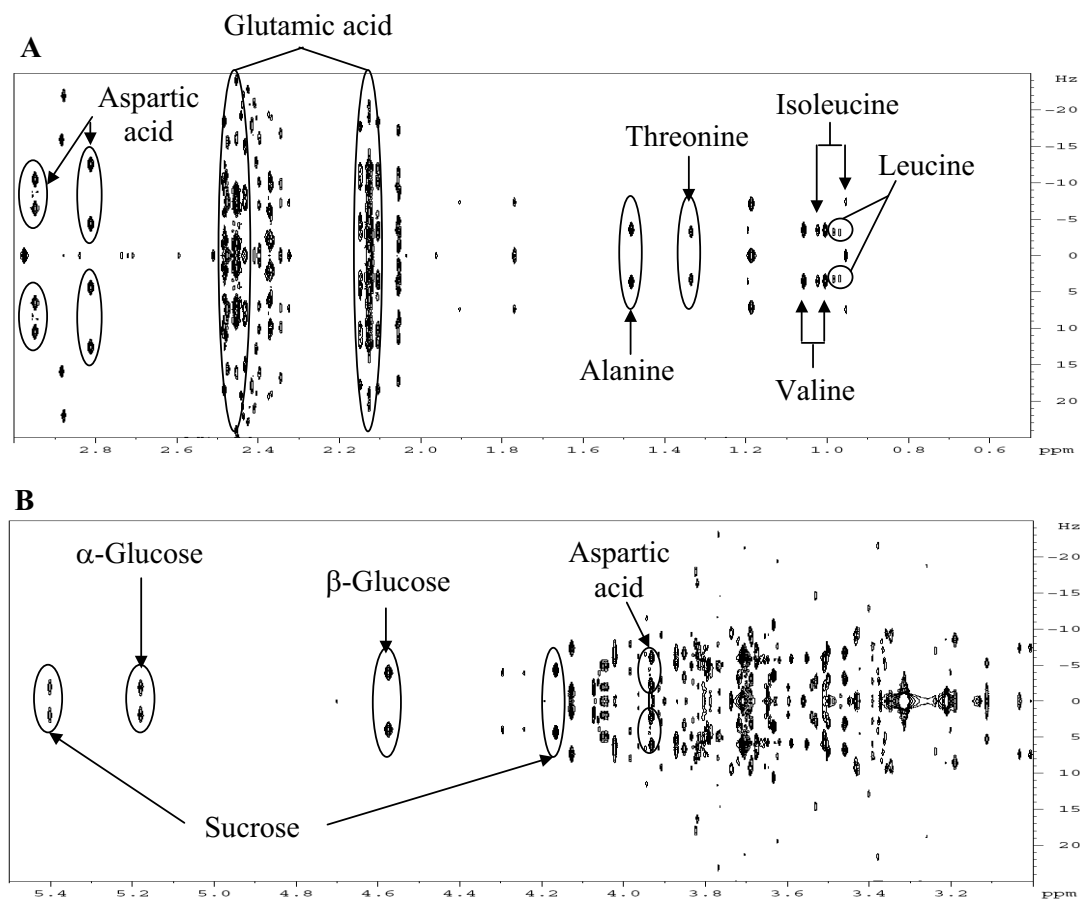 A
Glutamic acid
Aspartic
acid
Threonine
Isoleucine
Leucine
Alanine
Valine
Hz
-20
-15
-10
-5
0
5
10
15
20
2.8 2.6 2.4 2.2 2.0 1.8 1.6 1.4 1.2 1.0 0.8 0.6 ppm
B
α-Glucose
β-Glucose
Aspartic
acid
Sucrose
Hz
-20
-15
-10
-5
0
5
10
15
20
5.4 5.2 5.0 4.8 4.6 4.4 4.2 4.0 3.8 3.6 3.4 3.2 ppm